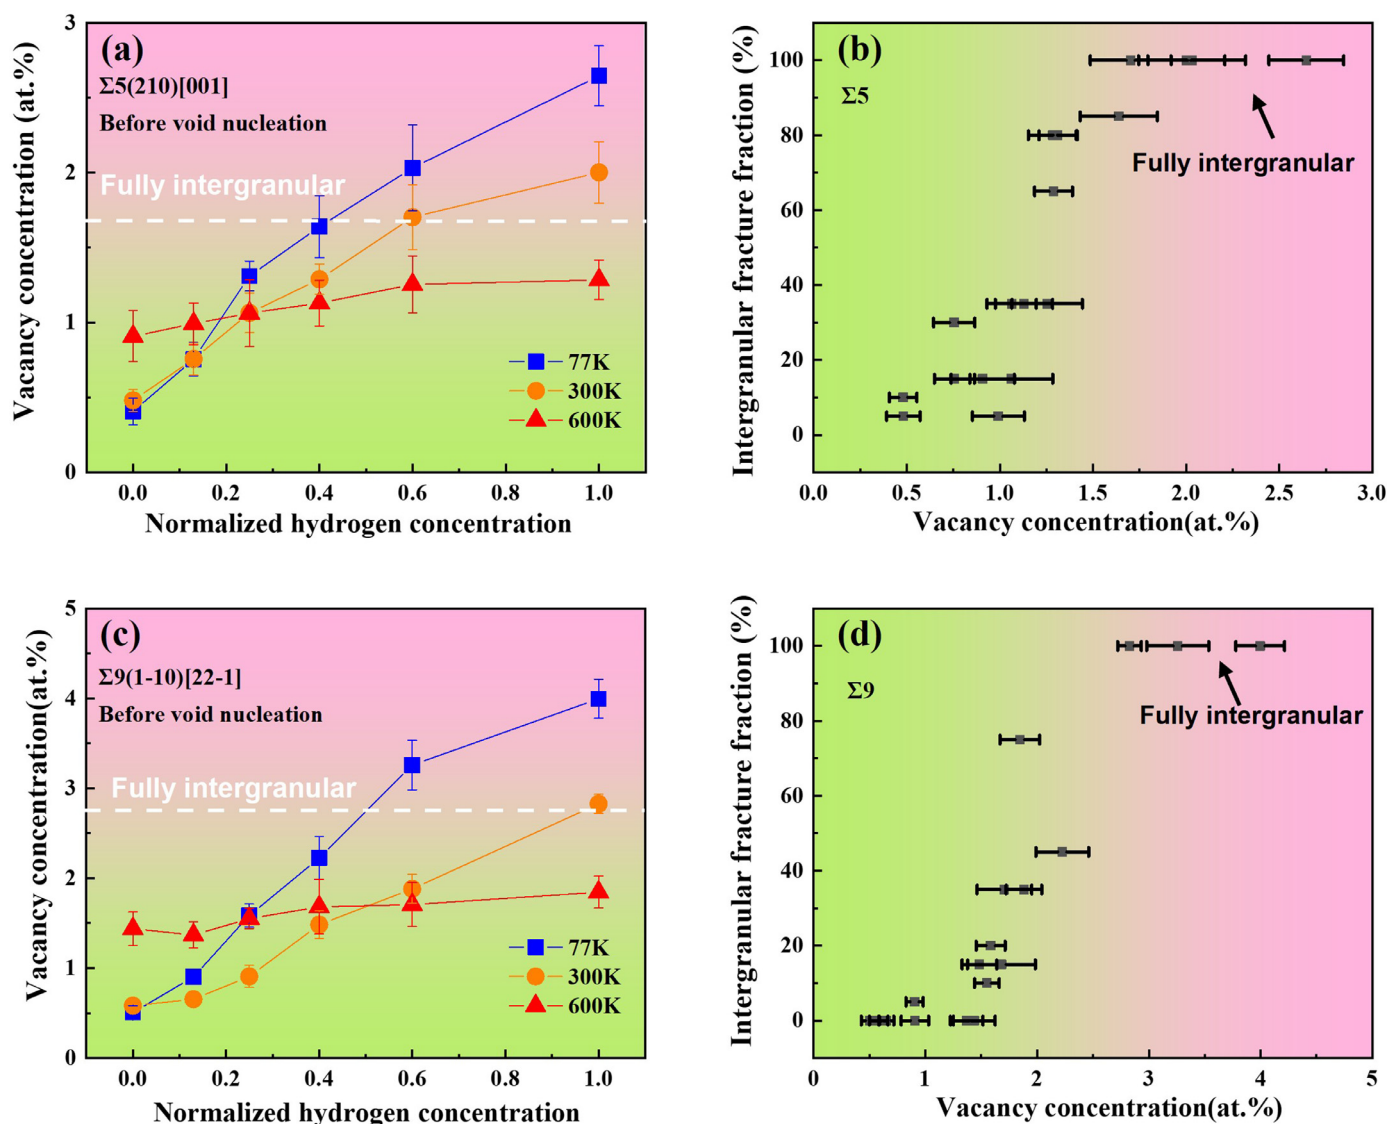 (a)
Σ5(210)[001]
Before void nucleation
Fully intergranular
Vacancy concentration (at.%)
3
2
1
0
77K
300K
600K
0.0 0.2 0.4 0.6 0.8 1.0
Normalized hydrogen concentration
(b)
Σ5
Fully intergranular
Intergranular fracture fraction (%)
100
80
60
40
20
0
0.0 0.5 1.0 1.5 2.0 2.5 3.0
Vacancy concentration(at.%)
(c)
Σ9(1-10)[22-1]
Before void nucleation
Fully intergranular
Vacancy concentration(at.%)
5
4
3
2
1
0
77K
300K
600K
0.0 0.2 0.4 0.6 0.8 1.0
Normalized hydrogen concentration
(d)
Σ9
Fully intergranular
Intergranular fracture fraction (%)
100
80
60
40
20
0
0 1 2 3 4 5
Vacancy concentration(at.%)